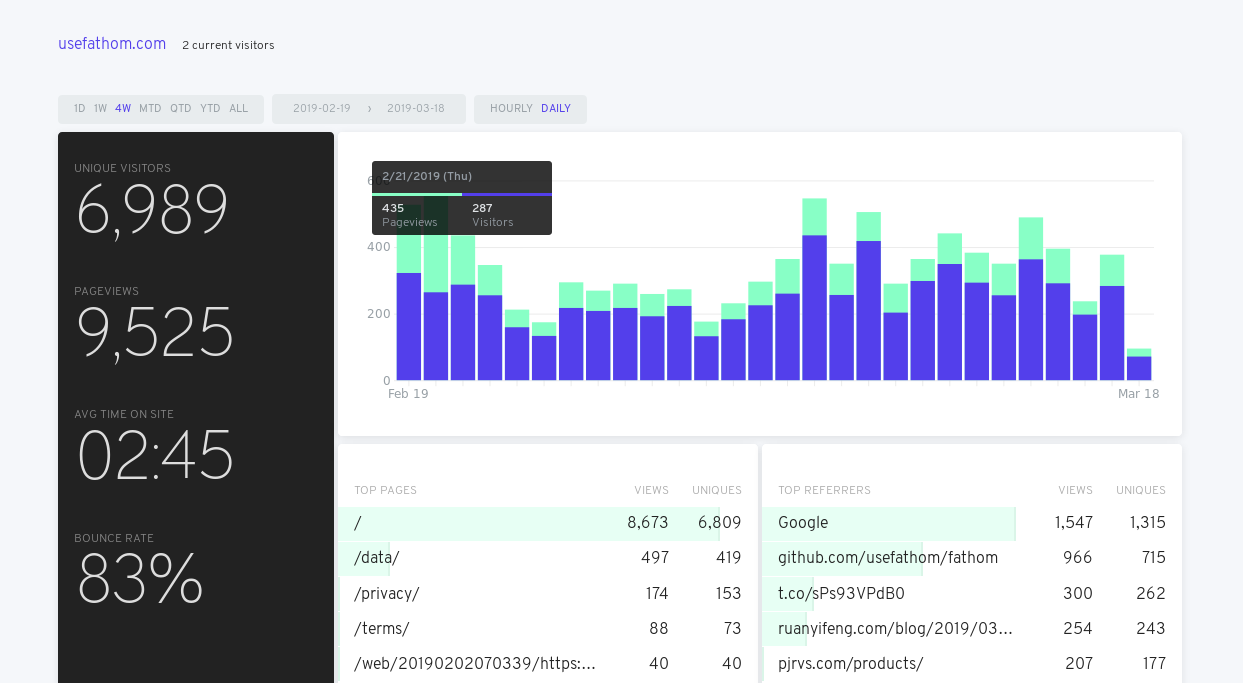 usefathom.com 2 current visitors
1D 1W 4W MTD QTD YTD ALL 2019-02-19 › 2019-03-18 HOURLY DAILY
UNIQUE VISITORS
6,989
PAGEVIEWS
9,525
AVG TIME ON SITE
02:45
BOUNCE RATE
83%
600
2/21/2019 (Thu)
435 287
Pageviews Visitors
400
200
0
Feb 19 Mar 18
TOP PAGES VIEWS UNIQUES
/ 8,673 6,809
/data/ 497 419
/privacy/ 174 153
/terms/ 88 73
/web/20190202070339/https:... 40 40
TOP REFERRERS VIEWS UNIQUES
Google 1,547 1,315
github.com/usefathom/fathom 966 715
t.co/sPs93VPdB0 300 262
ruanyifeng.com/blog/2019/03... 254 243
pjrvs.com/products/ 207 177